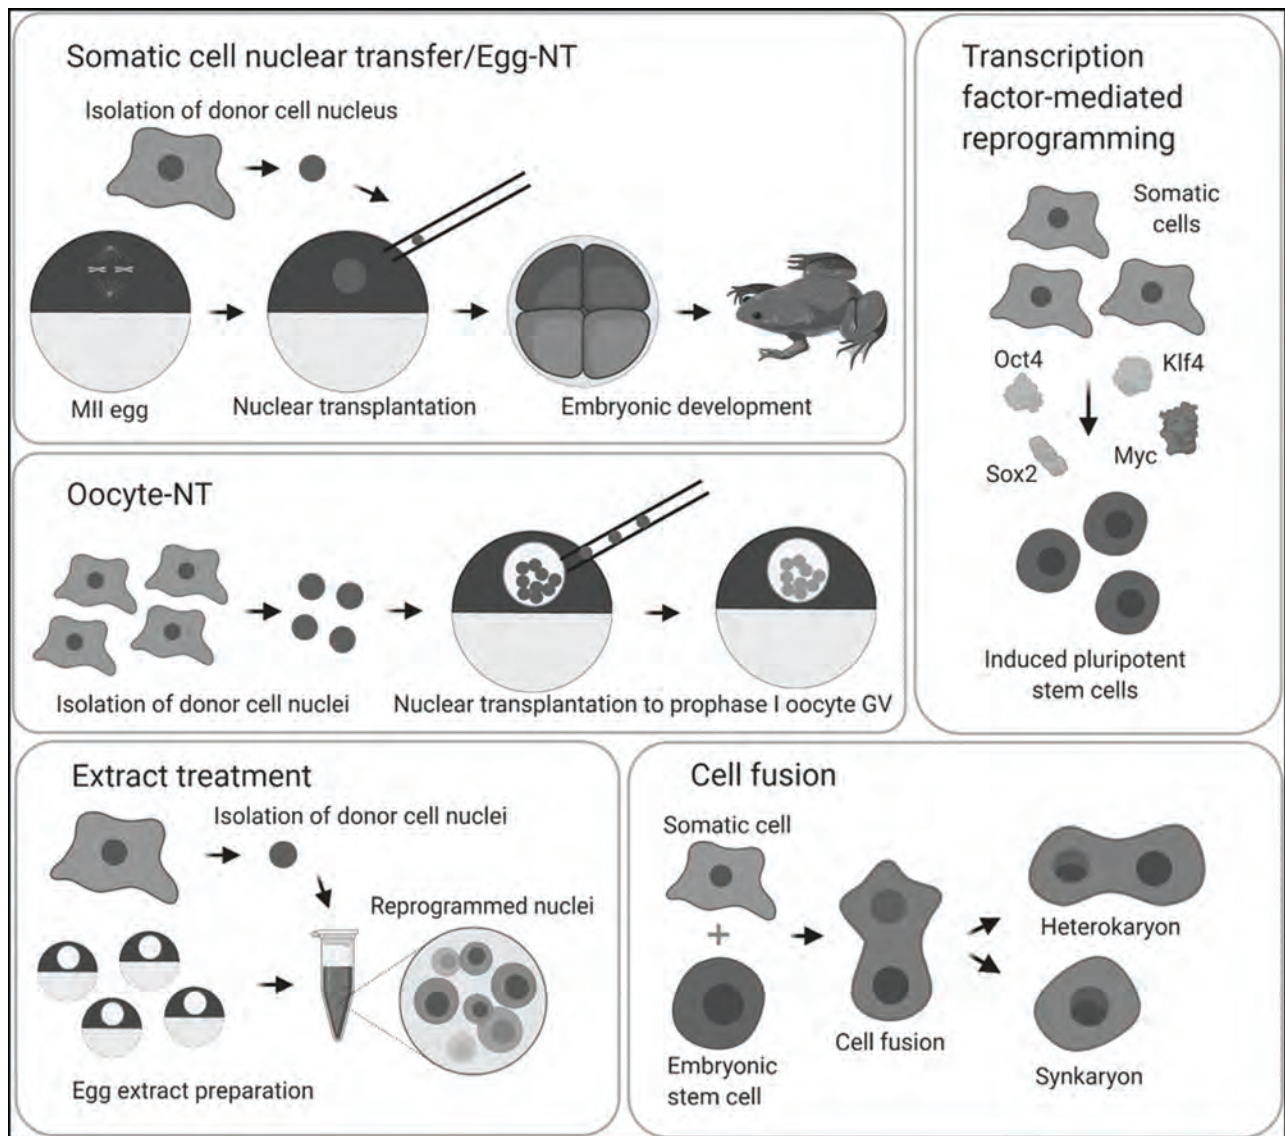 Somatic cell nuclear transfer/Egg-NT
Isolation of donor cell nucleus
MII egg
Nuclear transplantation
Embryonic development
Transcription
factor-mediated
reprogramming
Somatic
cells
Oct4
Klf4
Sox2
Myc
Induced pluripotent
stem cells
Oocyte-NT
Isolation of donor cell nuclei
Nuclear transplantation to prophase I oocyte GV
Extract treatment
Isolation of donor cell nuclei
Reprogrammed nuclei
Egg extract preparation
Cell fusion
Somatic cell
+
Embryonic
stem cell
Cell fusion
Heterokaryon
Synkaryon